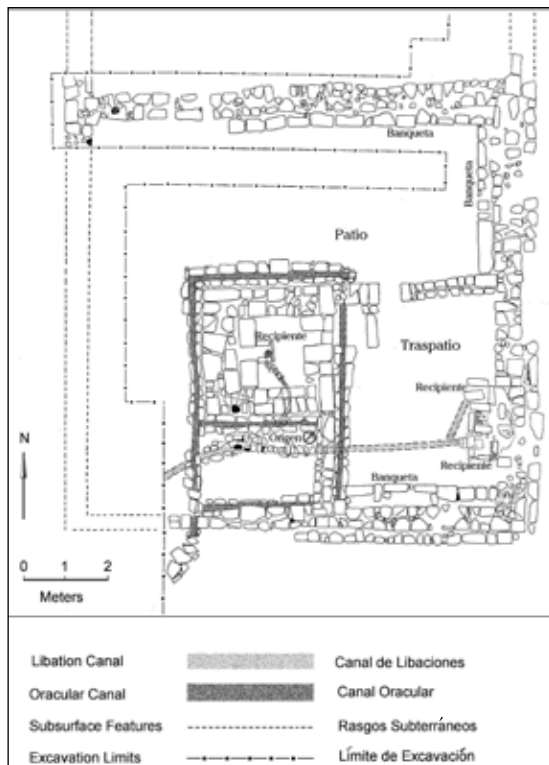 Banqueta
Banqueta
Patio
Recipiente
Traspatio
Recipiente
Origen
N
Recipiente
Banqueta
0 1 2
Meters
Libation Canal Canal de Libaciones
Oracular Canal Canal Oracular
Subsurface Features Rasgos Subterráneos
Excavation Limits Límite de Excavación